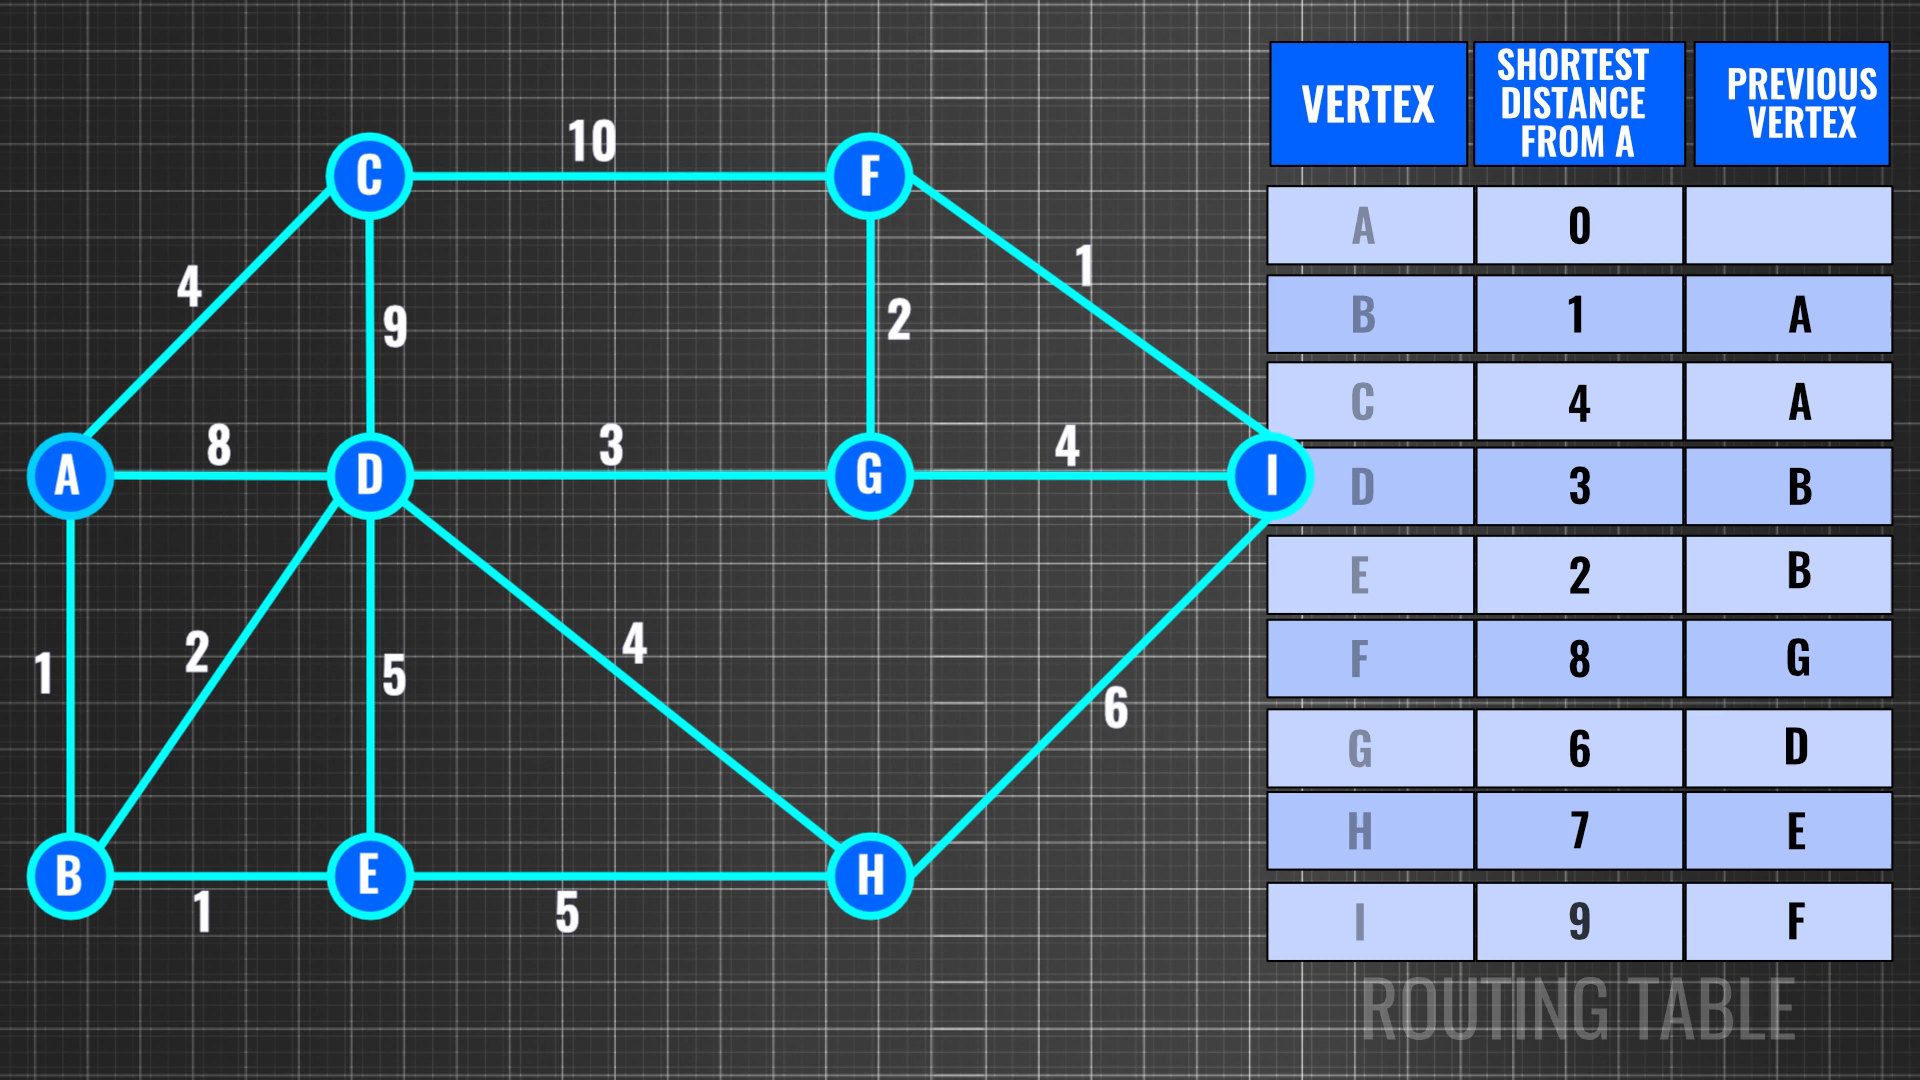 10
C
F
4
9
2
1
8
3
4
A
D
G
I
1
2
5
4
6
B
E
H
1
5
VERTEX
SHORTEST
DISTANCE
FROM A
PREVIOUS
VERTEX
A 0
B 1 A
C 4 A
D 3 B
E 2 B
F 8 G
G 6 D
H 7 E
I 9 F
ROUTING TABLE